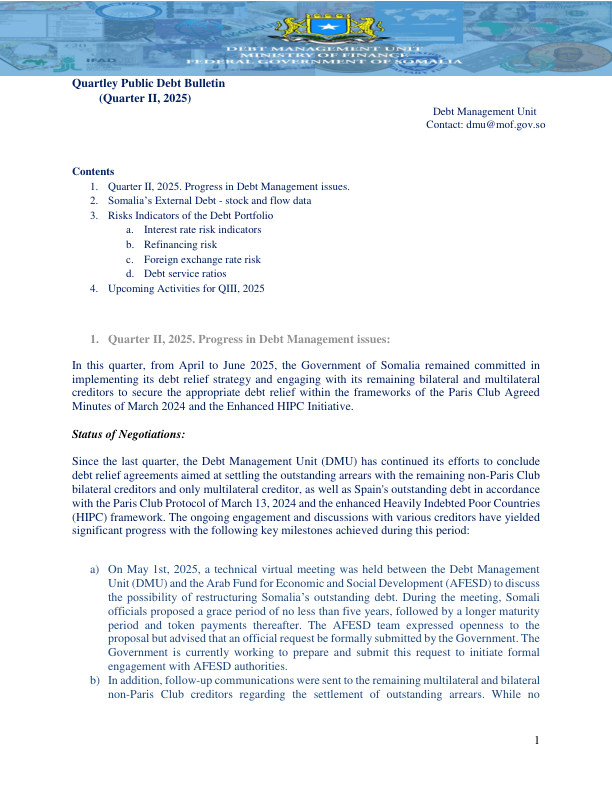 DEBT MANAGEMENT UNIT
MINISTRY OF FINANCE
FEDERAL GOVERNMENT OF SOMALIA
Quartley Public Debt Bulletin
(Quarter II, 2025)
Debt Management Unit
Contact: dmu@mof.gov.so
Contents
1. Quarter II, 2025. Progress in Debt Management issues.
2. Somalia’s External Debt - stock and flow data
3. Risks Indicators of the Debt Portfolio
a. Interest rate risk indicators
b. Refinancing risk
c. Foreign exchange rate risk
d. Debt service ratios
4. Upcoming Activities for QIII, 2025
1. Quarter II, 2025. Progress in Debt Management issues:
In this quarter, from April to June 2025, the Government of Somalia remained committed in
implementing its debt relief strategy and engaging with its remaining bilateral and multilateral
creditors to secure the appropriate debt relief within the frameworks of the Paris Club Agreed
Minutes of March 2024 and the Enhanced HIPC Initiative.
Status of Negotiations:
Since the last quarter, the Debt Management Unit (DMU) has continued its efforts to conclude
debt relief agreements aimed at settling the outstanding arrears with the remaining non-Paris Club
bilateral creditors and only multilateral creditor, as well as Spain's outstanding debt in accordance
with the Paris Club Protocol of March 13, 2024 and the enhanced Heavily Indebted Poor Countries
(HIPC) framework. The ongoing engagement and discussions with various creditors have yielded
significant progress with the following key milestones achieved during this period:
a) On May 1st, 2025, a technical virtual meeting was held between the Debt Management
Unit (DMU) and the Arab Fund for Economic and Social Development (AFESD) to discuss
the possibility of restructuring Somalia’s outstanding debt. During the meeting, Somali
officials proposed a grace period of no less than five years, followed by a longer maturity
period and token payments thereafter. The AFESD team expressed openness to the
proposal but advised that an official request be formally submitted by the Government. The
Government is currently working to prepare and submit this request to initiate formal
engagement with AFESD authorities.
b) In addition, follow-up communications were sent to the remaining multilateral and bilateral
non-Paris Club creditors regarding the settlement of outstanding arrears. While no
1